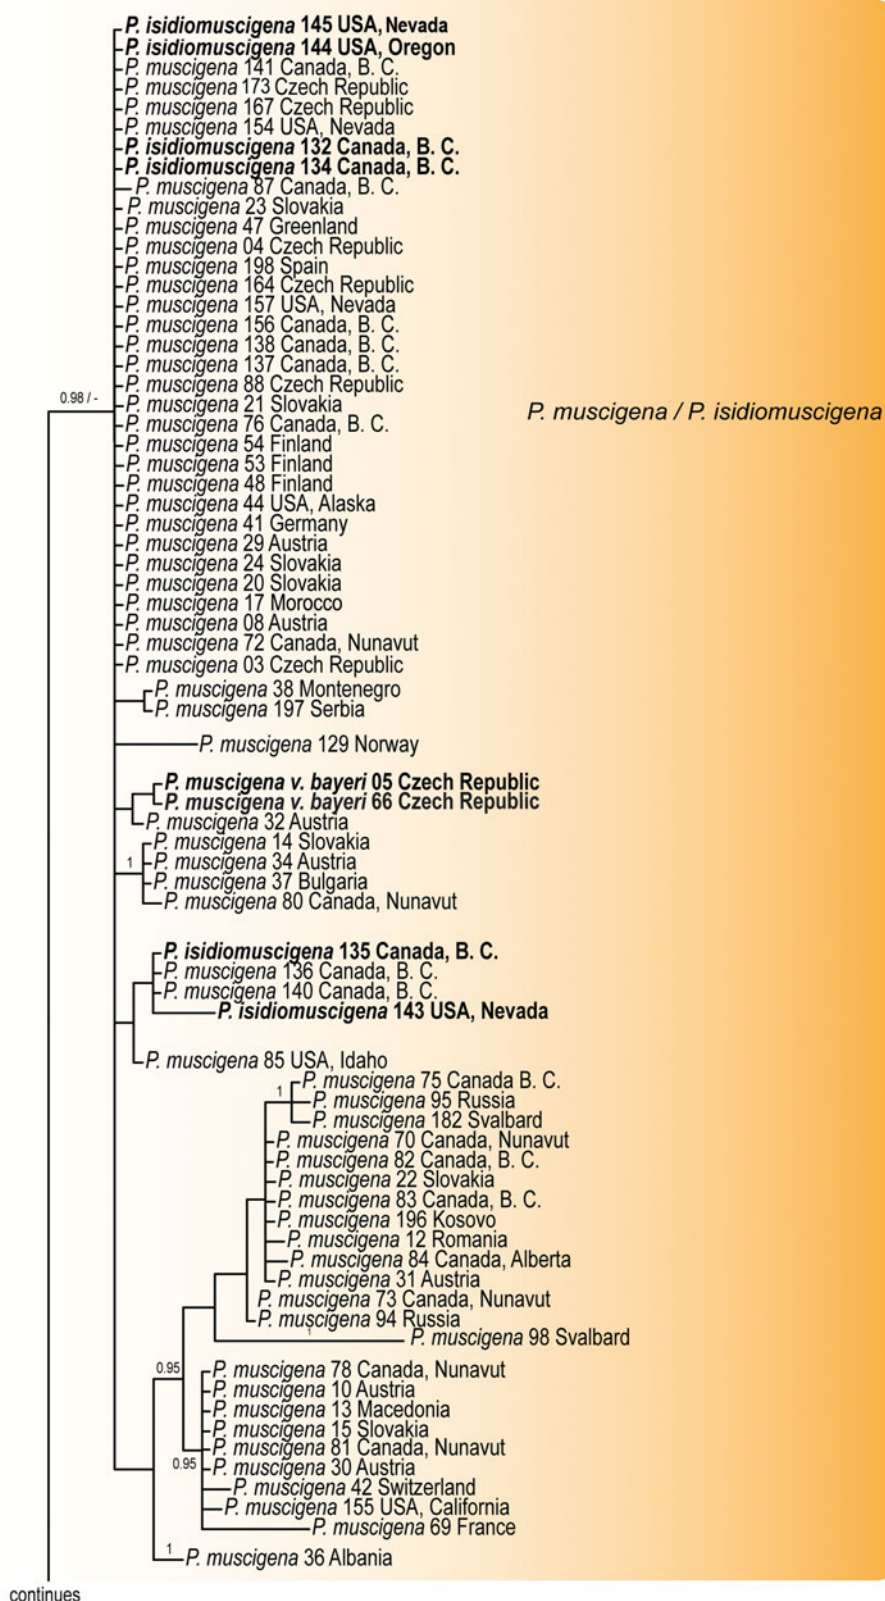 P. isidiomuscigena 145 USA, Nevada
P. isidiomuscigena 144 USA, Oregon
P. muscigena 141 Canada, B. C.
P. muscigena 173 Czech Republic
P. muscigena 167 Czech Republic
P. muscigena 154 USA, Nevada
P. isidiomuscigena 132 Canada, B. C.
P. isidiomuscigena 134 Canada, B. C.
P. muscigena 87 Canada, B. C.
P. muscigena 23 Slovakia
P. muscigena 47 Greenland
P. muscigena 04 Czech Republic
P. muscigena 198 Spain
P. muscigena 164 Czech Republic
P. muscigena 157 USA, Nevada
P. muscigena 156 Canada, B. C.
P. muscigena 138 Canada, B. C.
P. muscigena 137 Canada, B. C.
P. muscigena 88 Czech Republic
0.98 / -
P. muscigena 21 Slovakia
P. muscigena / P. isidiomuscigena
P. muscigena 76 Canada, B. C.
P. muscigena 54 Finland
P. muscigena 53 Finland
P. muscigena 48 Finland
P. muscigena 44 USA, Alaska
P. muscigena 41 Germany
P. muscigena 29 Austria
P. muscigena 24 Slovakia
P. muscigena 20 Slovakia
P. muscigena 17 Morocco
P. muscigena 08 Austria
P. muscigena 72 Canada, Nunavut
P. muscigena 03 Czech Republic
P. muscigena 38 Montenegro
P. muscigena 197 Serbia
P. muscigena 129 Norway
P. muscigena v. bayeri 05 Czech Republic
P. muscigena v. bayeri 66 Czech Republic
P. muscigena 32 Austria
P. muscigena 14 Slovakia
1
P. muscigena 34 Austria
P. muscigena 37 Bulgaria
P. muscigena 80 Canada, Nunavut
P. isidiomuscigena 135 Canada, B. C.
P. muscigena 136 Canada, B. C.
P. muscigena 140 Canada, B. C.
P. isidiomuscigena 143 USA, Nevada
P. muscigena 85 USA, Idaho
P. muscigena 75 Canada B. C.
1
P. muscigena 95 Russia
P. muscigena 182 Svalbard
P. muscigena 70 Canada, Nunavut
P. muscigena 82 Canada, B. C.
P. muscigena 22 Slovakia
P. muscigena 83 Canada, B. C.
P. muscigena 196 Kosovo
P. muscigena 12 Romania
P. muscigena 84 Canada, Alberta
P. muscigena 31 Austria
P. muscigena 73 Canada, Nunavut
P. muscigena 94 Russia
1
P. muscigena 98 Svalbard
0.95
P. muscigena 78 Canada, Nunavut
P. muscigena 10 Austria
P. muscigena 13 Macedonia
P. muscigena 15 Slovakia
P. muscigena 81 Canada, Nunavut
0.95
P. muscigena 30 Austria
P. muscigena 42 Switzerland
P. muscigena 155 USA, California
P. muscigena 69 France
1
P. muscigena 36 Albania
continues